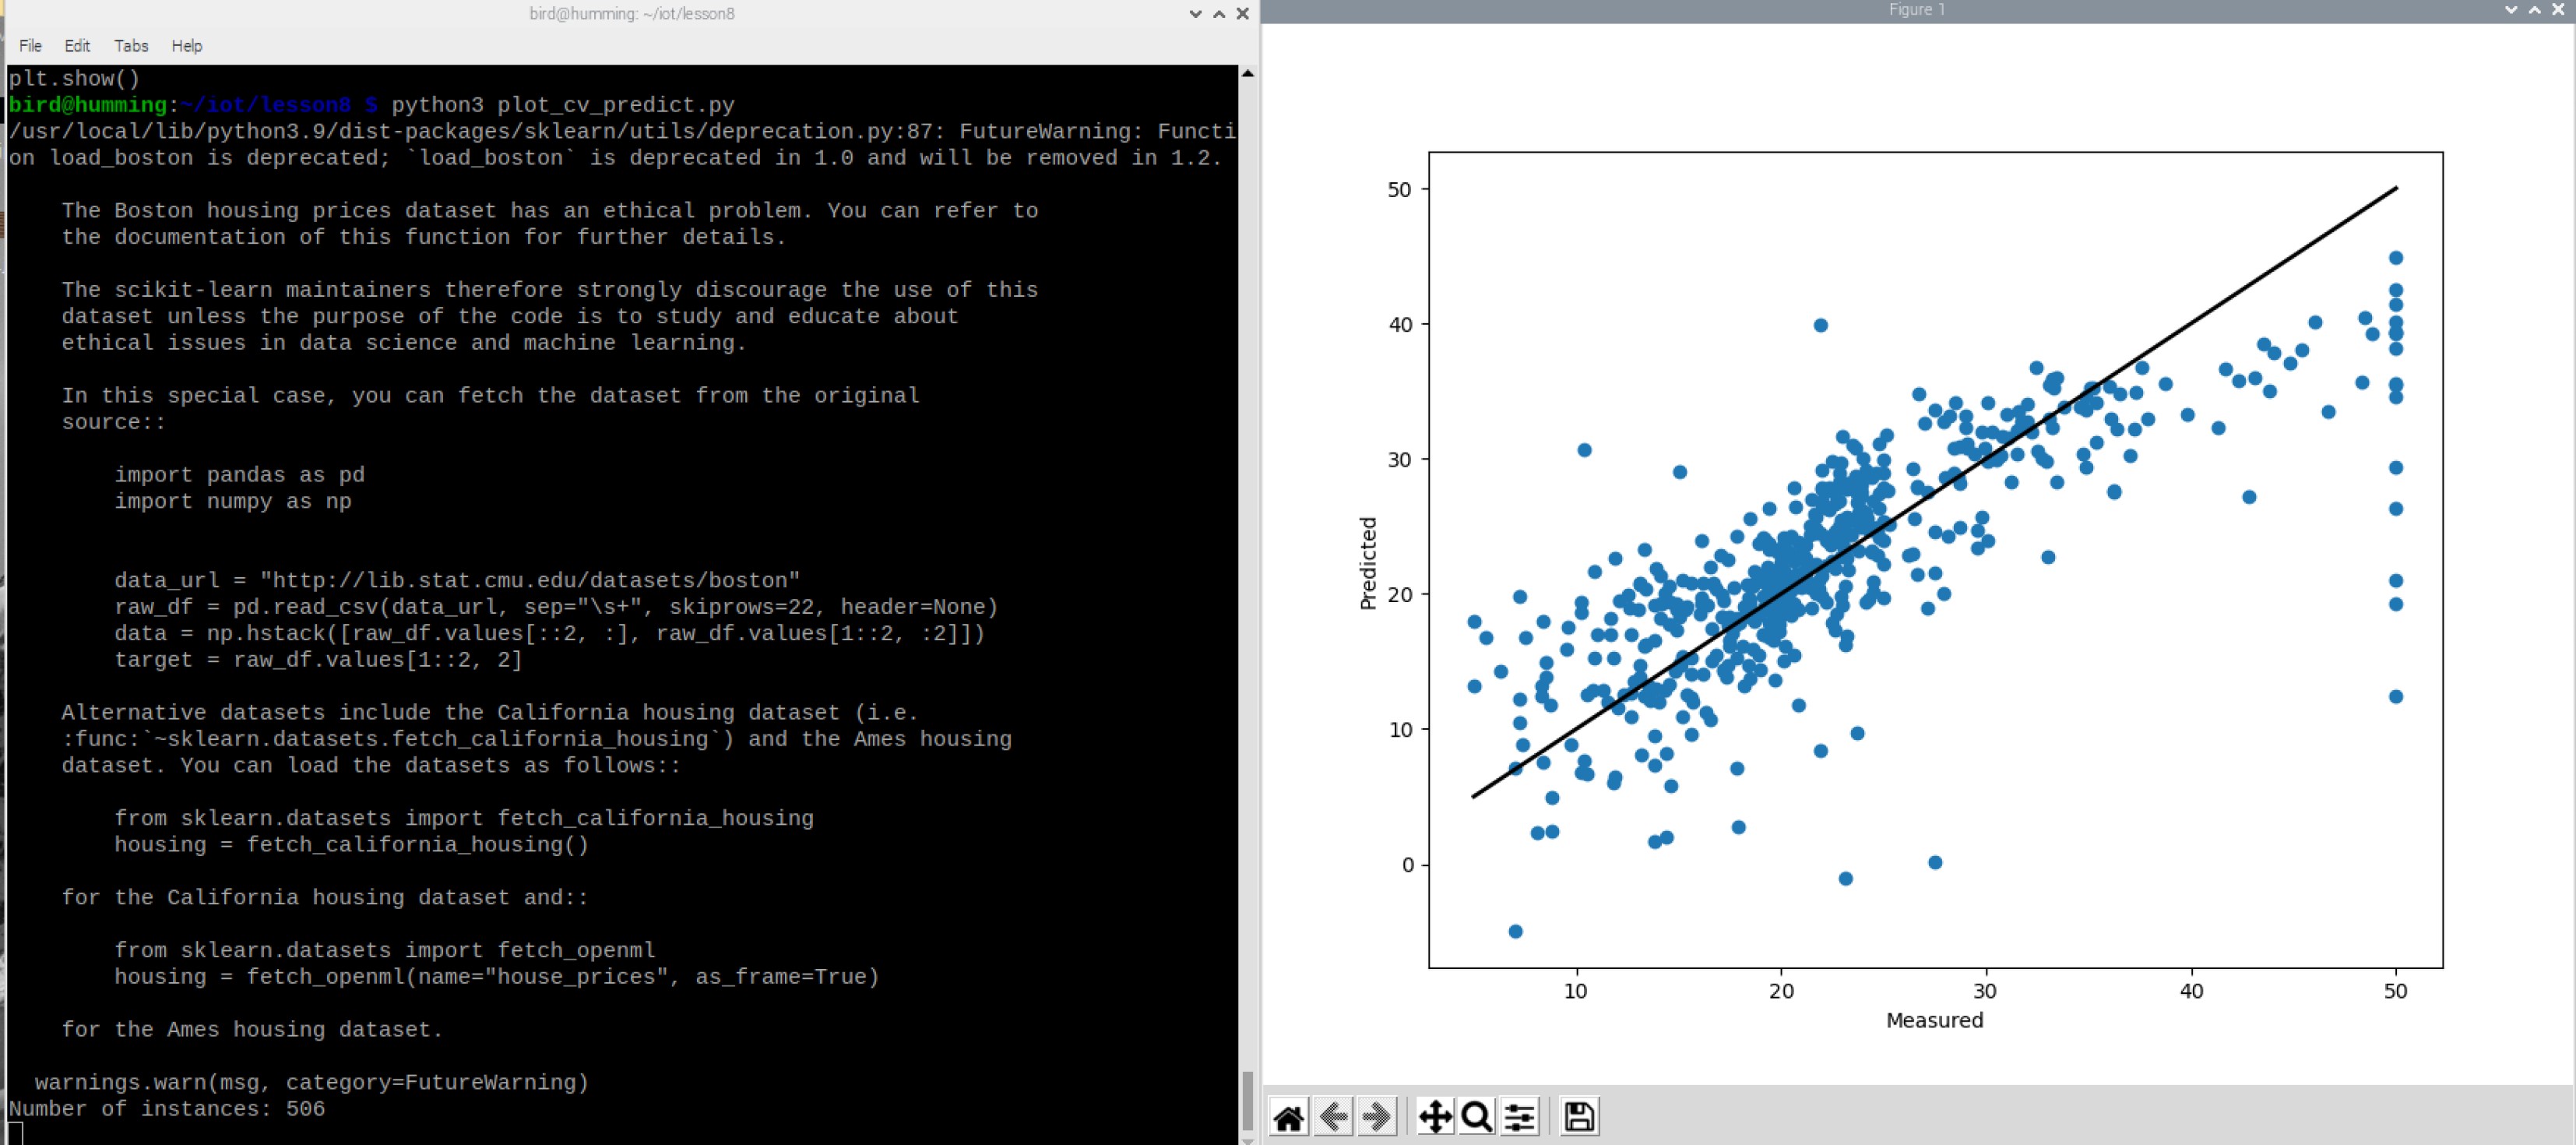 bird@humming: ~/iot/lesson8
File Edit Tabs Help
plt.show()
bird@humming:~/iot/lesson8 $ python3 plot_cv_predict.py
/usr/local/lib/python3.9/dist-packages/sklearn/utils/deprecation.py:87: FutureWarning: Functi
on load_boston is deprecated; `load_boston` is deprecated in 1.0 and will be removed in 1.2.
The Boston housing prices dataset has an ethical problem. You can refer to
the documentation of this function for further details.
The scikit-learn maintainers therefore strongly discourage the use of this
dataset unless the purpose of the code is to study and educate about
ethical issues in data science and machine learning.
In this special case, you can fetch the dataset from the original
source::
import pandas as pd
import numpy as np
data_url = "http://lib.stat.cmu.edu/datasets/boston"
raw_df = pd.read_csv(data_url, sep="\s+", skiprows=22, header=None)
data = np.hstack([raw_df.values[::2, :], raw_df.values[1::2, :2]])
target = raw_df.values[1::2, 2]
Alternative datasets include the California housing dataset (i.e.
:func:`~sklearn.datasets.fetch_california_housing`) and the Ames housing
dataset. You can load the datasets as follows::
from sklearn.datasets import fetch_california_housing
housing = fetch_california_housing()
for the California housing dataset and::
from sklearn.datasets import fetch_openml
housing = fetch_openml(name="house_prices", as_frame=True)
for the Ames housing dataset.
warnings.warn(msg, category=FutureWarning)
Number of instances: 506
Figure 1
50
40
30
20
10
0
Predicted
10 20 30 40 50
Measured